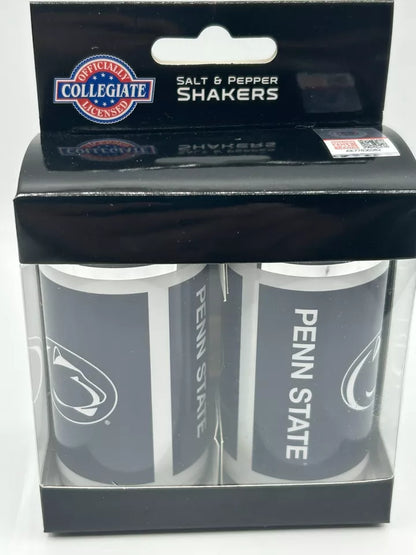 OFFICIALLY
COLLEGIATE
LICENSED
SALT & PEPPER
SHAKERS
PENN STATE
PENN STATE
®